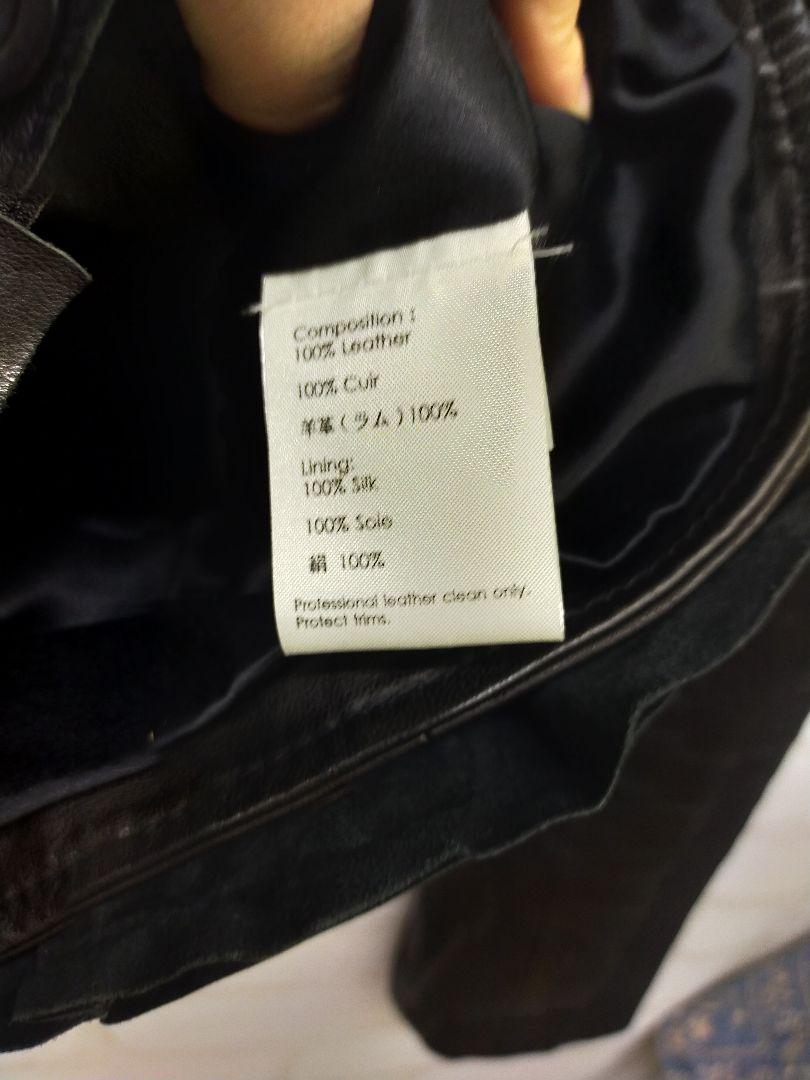 Composition :
100% Leather
100% Cuir
羊革 ( ラム ) 100%
Lining:
100% Silk
100% Soie
絹 100%
Professional leather clean only.
Protect trims.